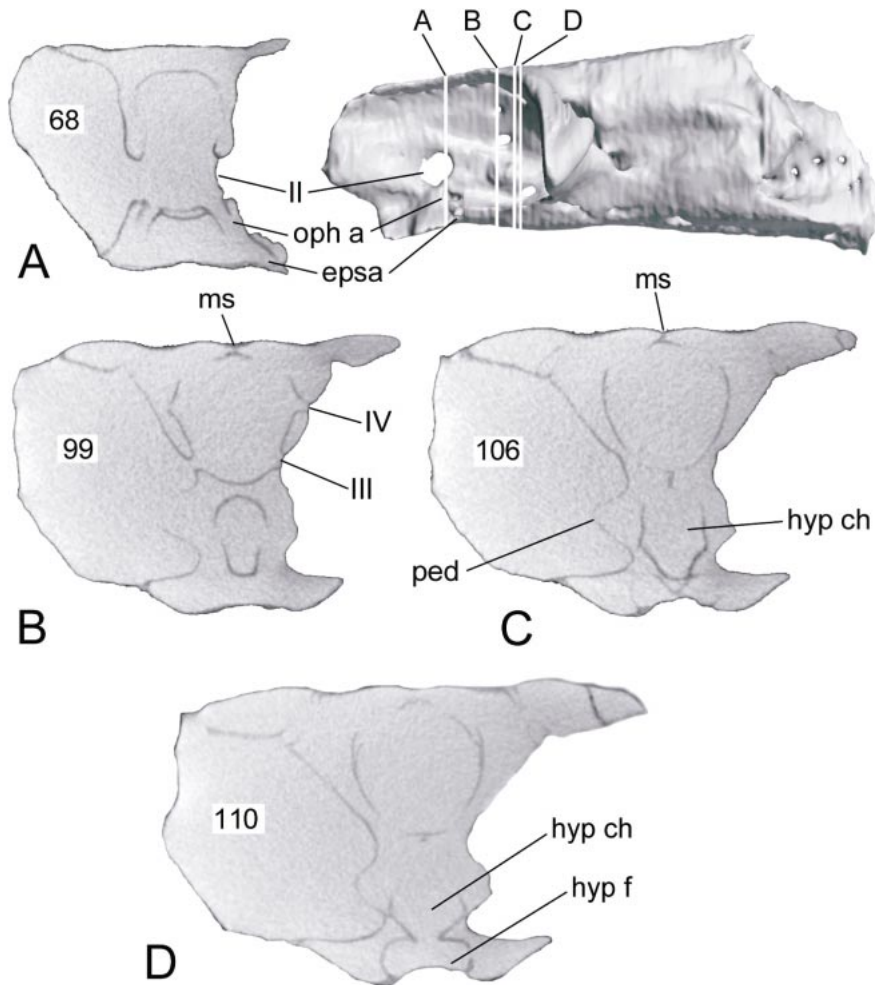 A B C D
68
II
oph a
epsa
A
ms
99
IV
III
B
ms
106
hyp ch
ped
C
110
hyp ch
hyp f
D